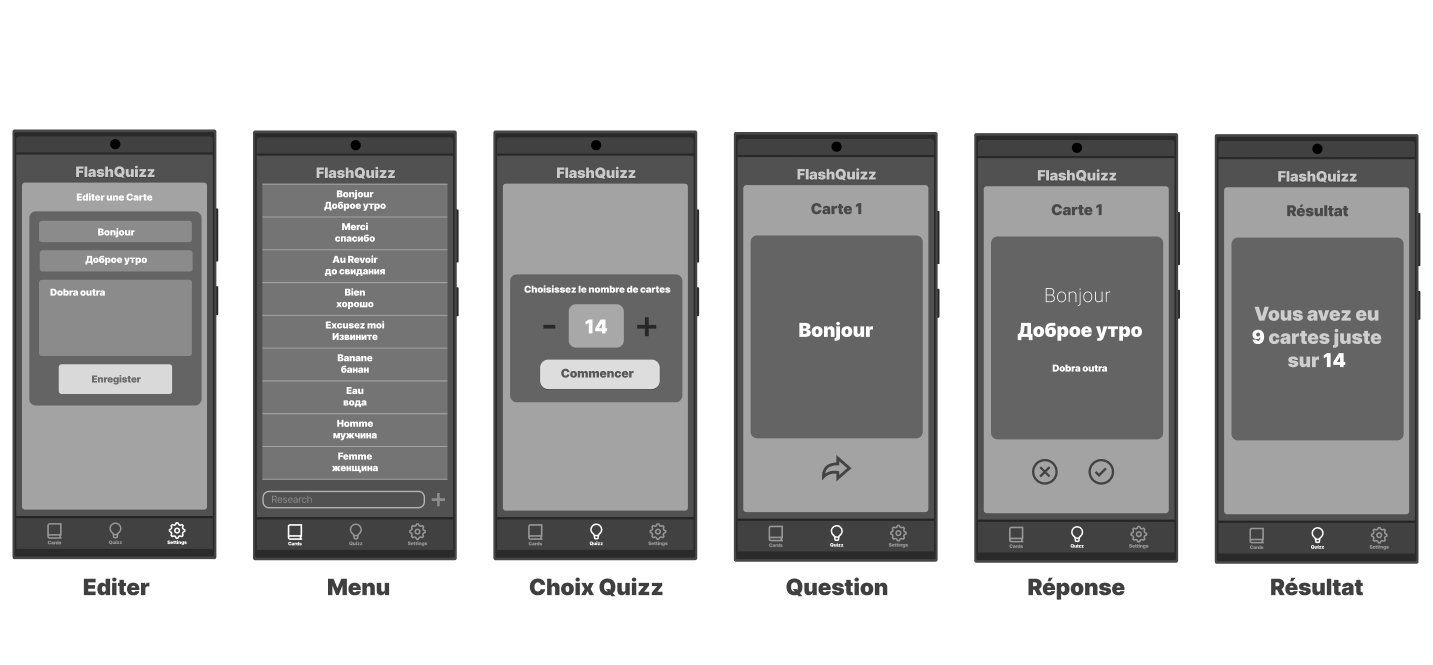 FlashQuizz
Editer une Carte
Bonjour
Доброе утро
Dobra outra
Enregister
Cards
Quizz
Settings
Editer
FlashQuizz
Bonjour
Доброе утро
Merci
спасибо
Au Revoir
до свидания
Bien
хорошо
Excusez moi
Извините
Banane
банан
Eau
вода
Homme
мужчина
Femme
женщина
Research
Cards
Quizz
Settings
Menu
FlashQuizz
Choisissez le nombre de cartes
- 14 +
Commencer
Cards
Quizz
Settings
Choix Quizz
FlashQuizz
Carte 1
Bonjour
Cards
Quizz
Settings
Question
FlashQuizz
Carte 1
Bonjour
Доброе утро
Dobra outra
Cards
Quizz
Settings
Réponse
FlashQuizz
Résultat
Vous avez eu
9 cartes juste
sur 14
Cards
Quizz
Settings
Résultat